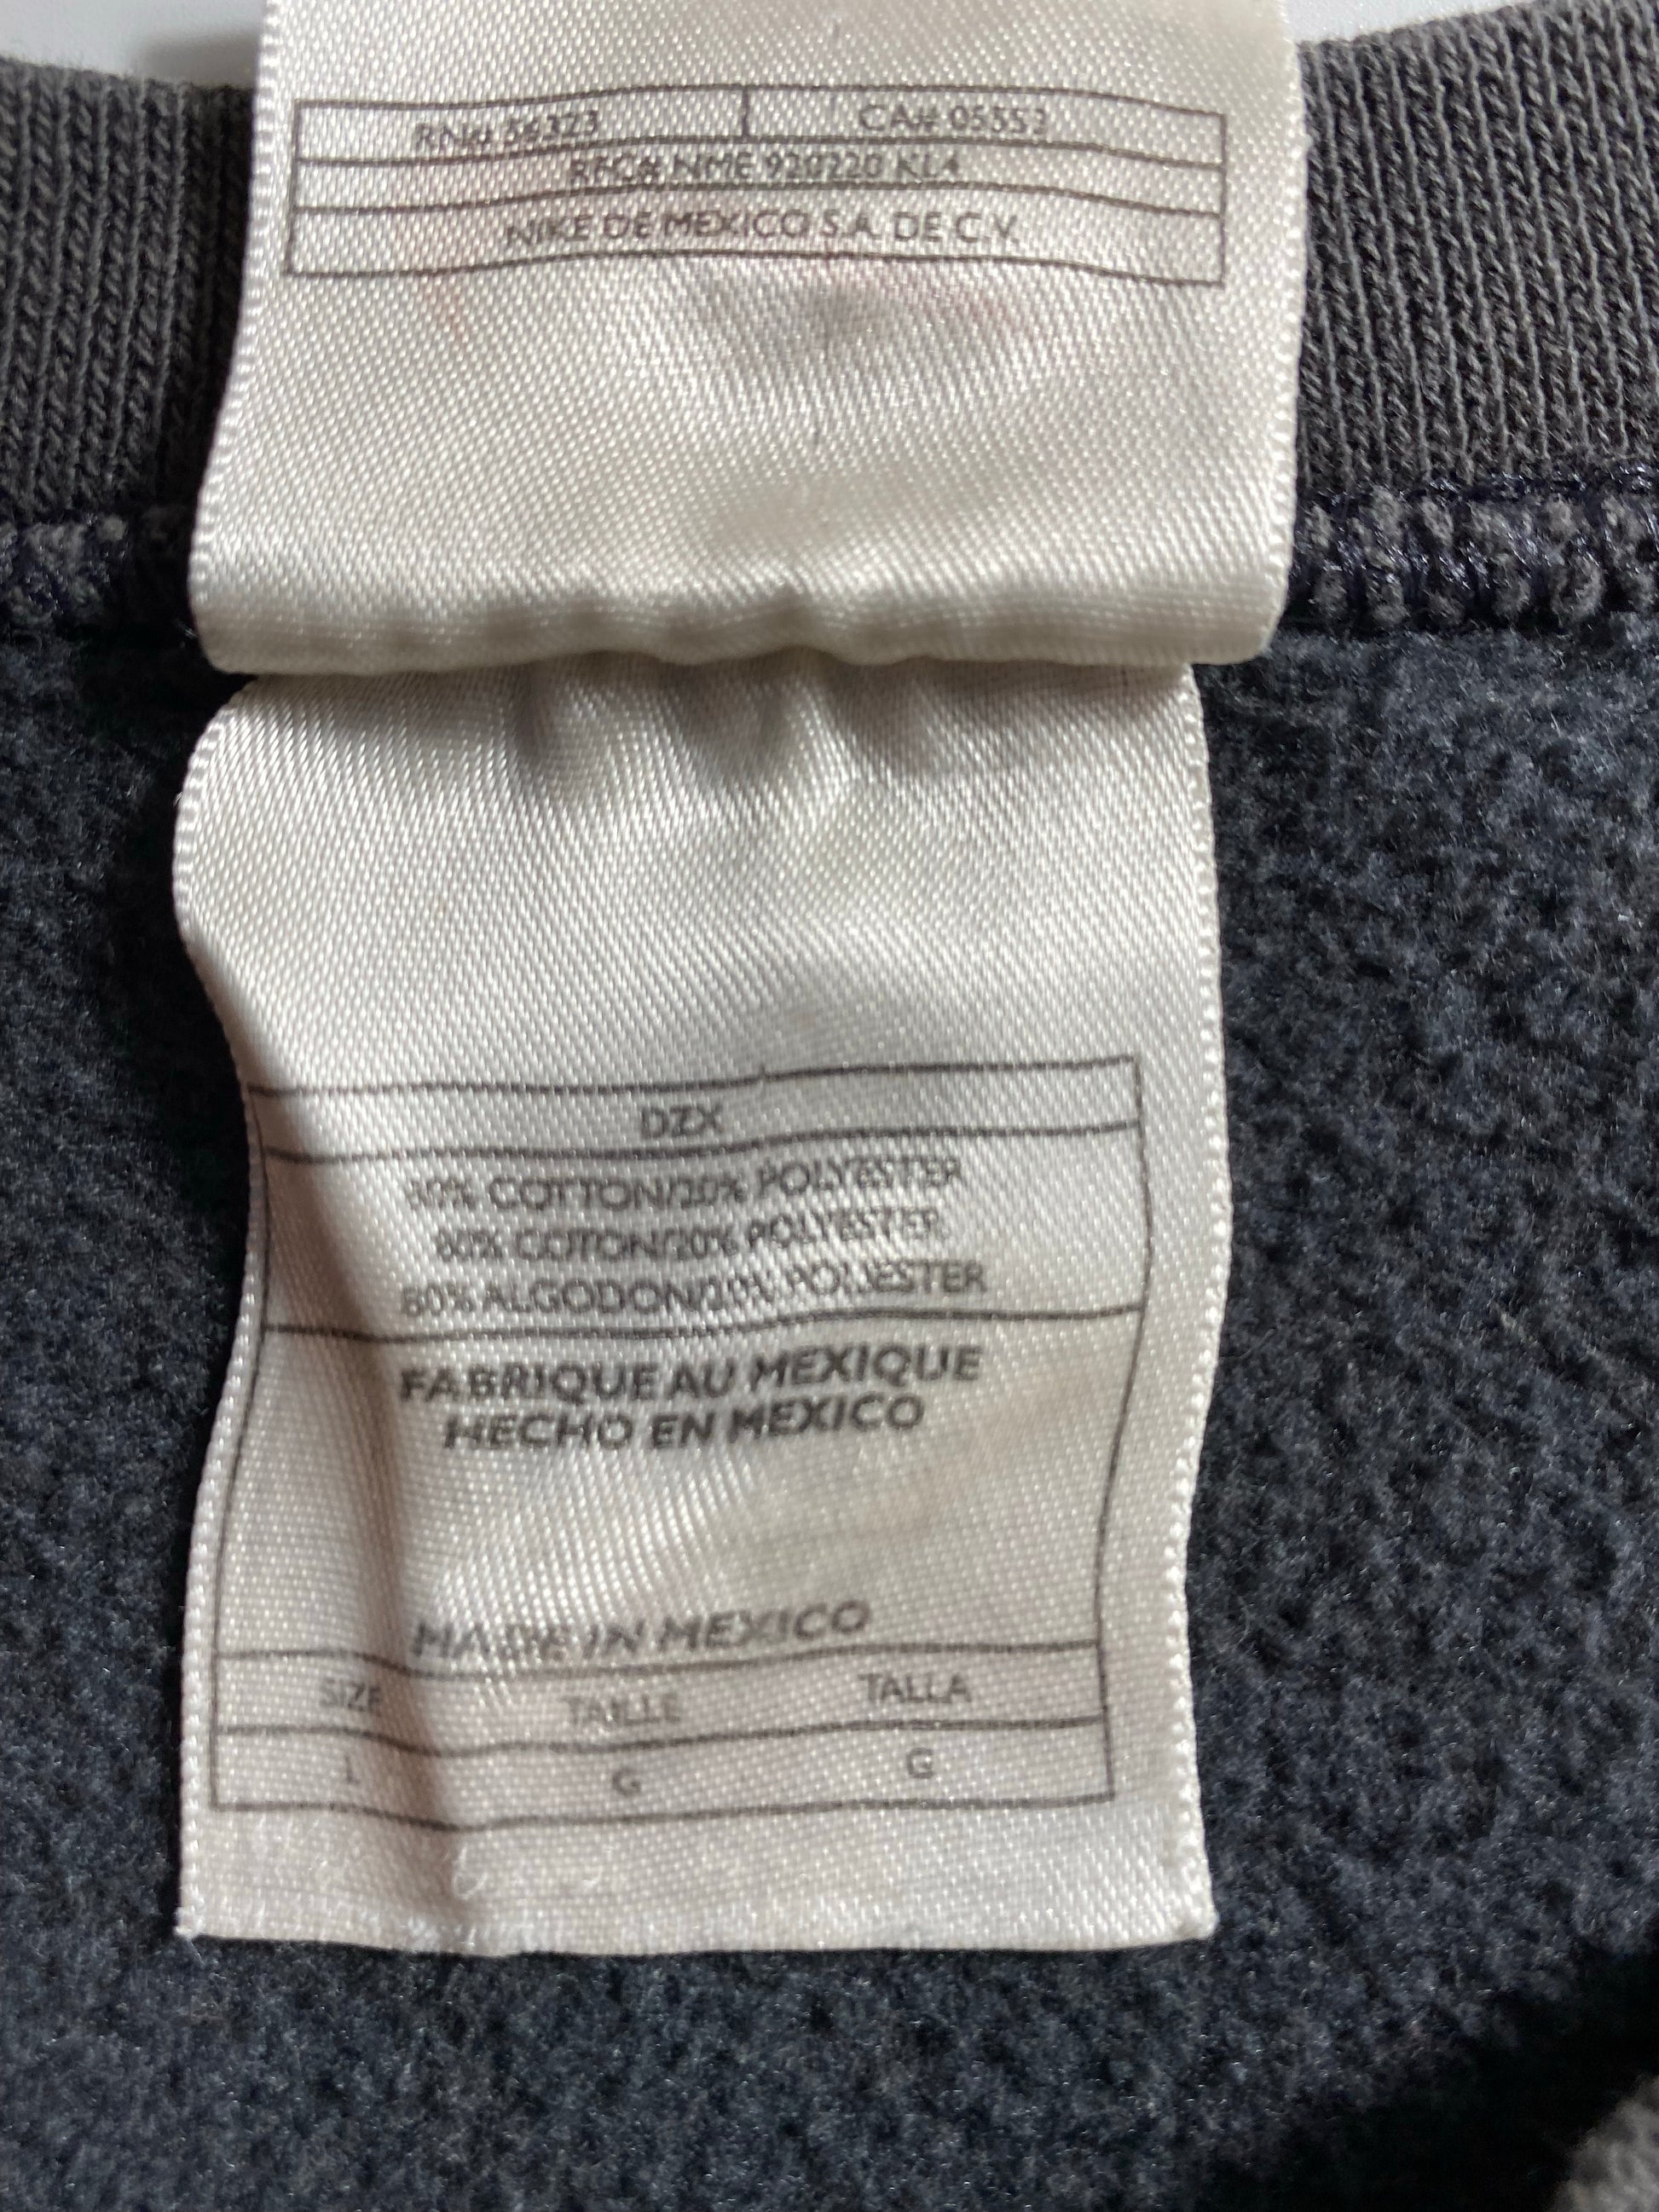 RN# 56323 CA# 05553
RFC# NME 920220 KL4
NIKE DE MEXICO S.A. DE C.V.
DZX
80% COTTON/20% POLYESTER
80% COTON/20% POLYESTER
80% ALGODON/20% POLIESTER
FABRIQUE AU MEXIQUE
HECHO EN MEXICO
MADE IN MEXICO
SIZE TAILLE TALLA
L G G